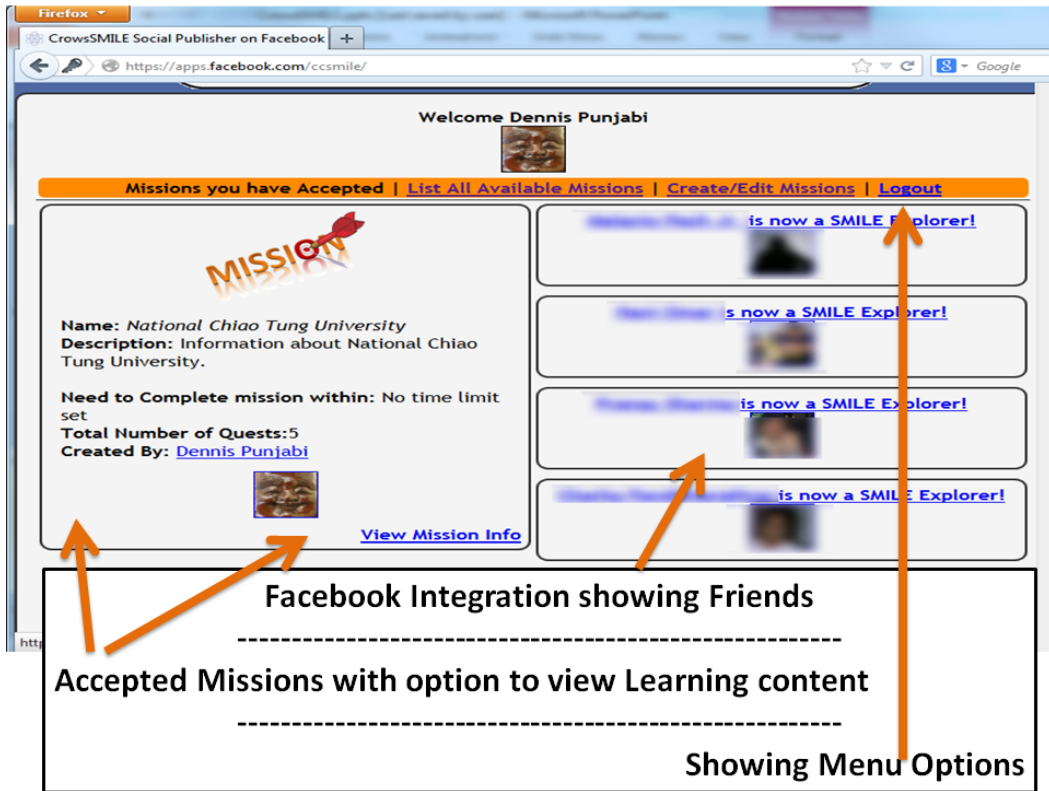 Firefox
CrowsSMILE Social Publisher on Facebook
https://apps.facebook.com/ccsmile/
Google
Welcome Dennis Punjabi
Missions you have Accepted | List All Available Missions | Create/Edit Missions | Logout
MISSION
Name: National Chiao Tung University
Description: Information about National Chiao
Tung University.
Need to Complete mission within: No time limit
set
Total Number of Quests:5
Created By: Dennis Punjabi
View Mission Info
is now a SMILE Explorer!
is now a SMILE Explorer!
is now a SMILE Explorer!
is now a SMILE Explorer!
Facebook Integration showing Friends
-------------------------------------------------------
Accepted Missions with option to view Learning content
-------------------------------------------------------
Showing Menu Options